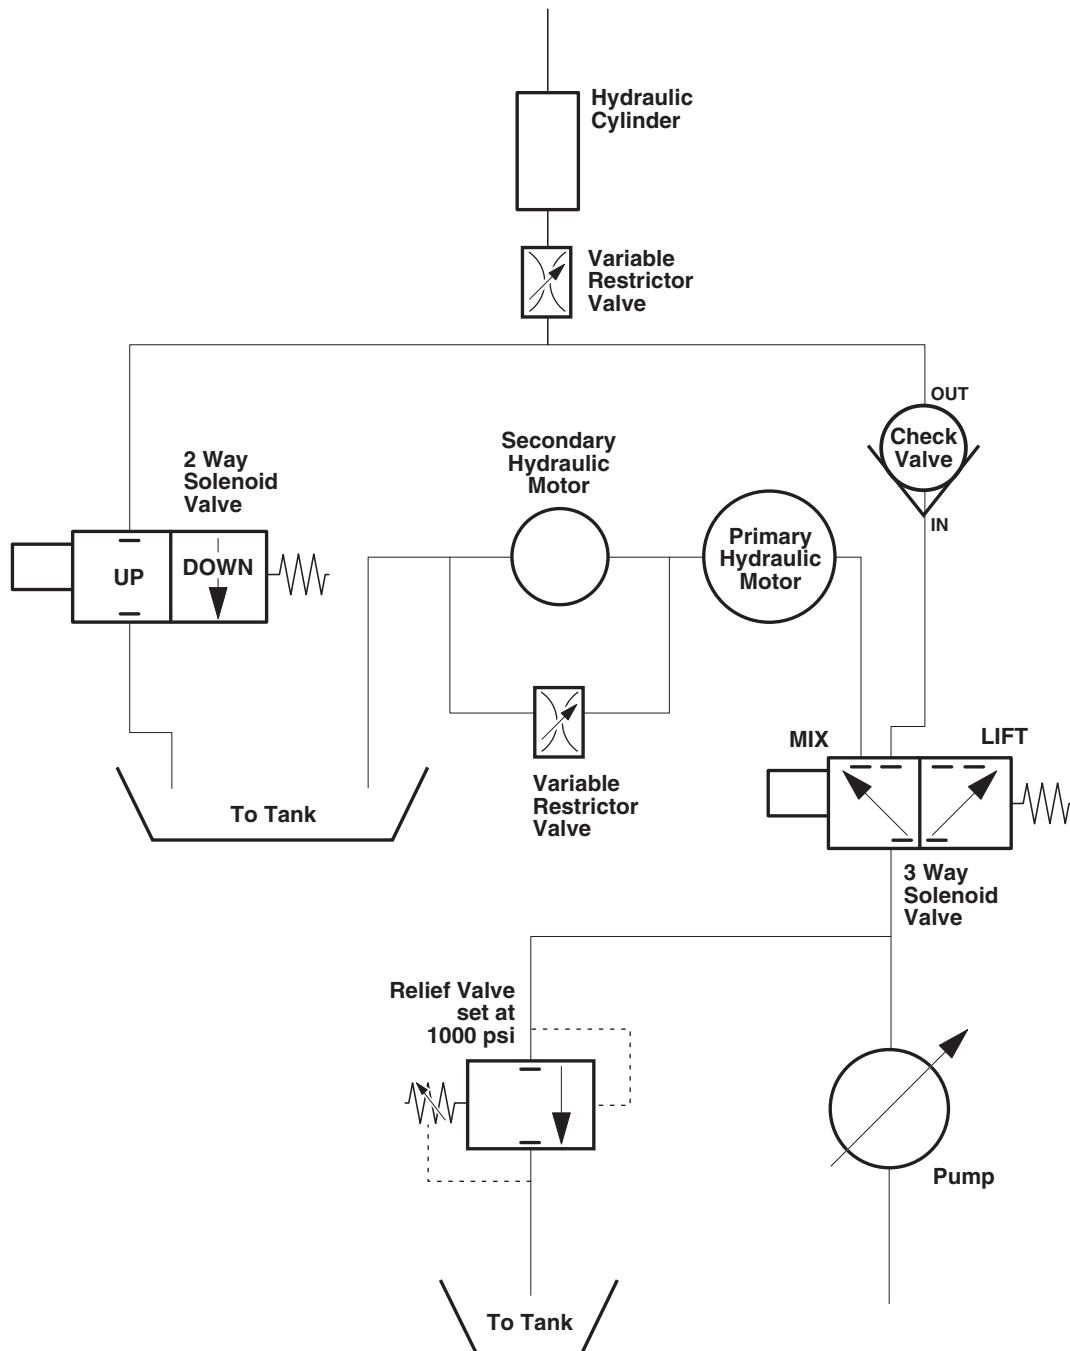 Hydraulic
Cylinder
Variable
Restrictor
Valve
OUT
Check
Valve
IN
Secondary
Hydraulic
Motor
2 Way
Solenoid
Valve
UP
DOWN
Primary
Hydraulic
Motor
MIX
LIFT
Variable
Restrictor
Valve
To Tank
3 Way
Solenoid
Valve
Relief Valve
set at
1000 psi
Pump
To Tank